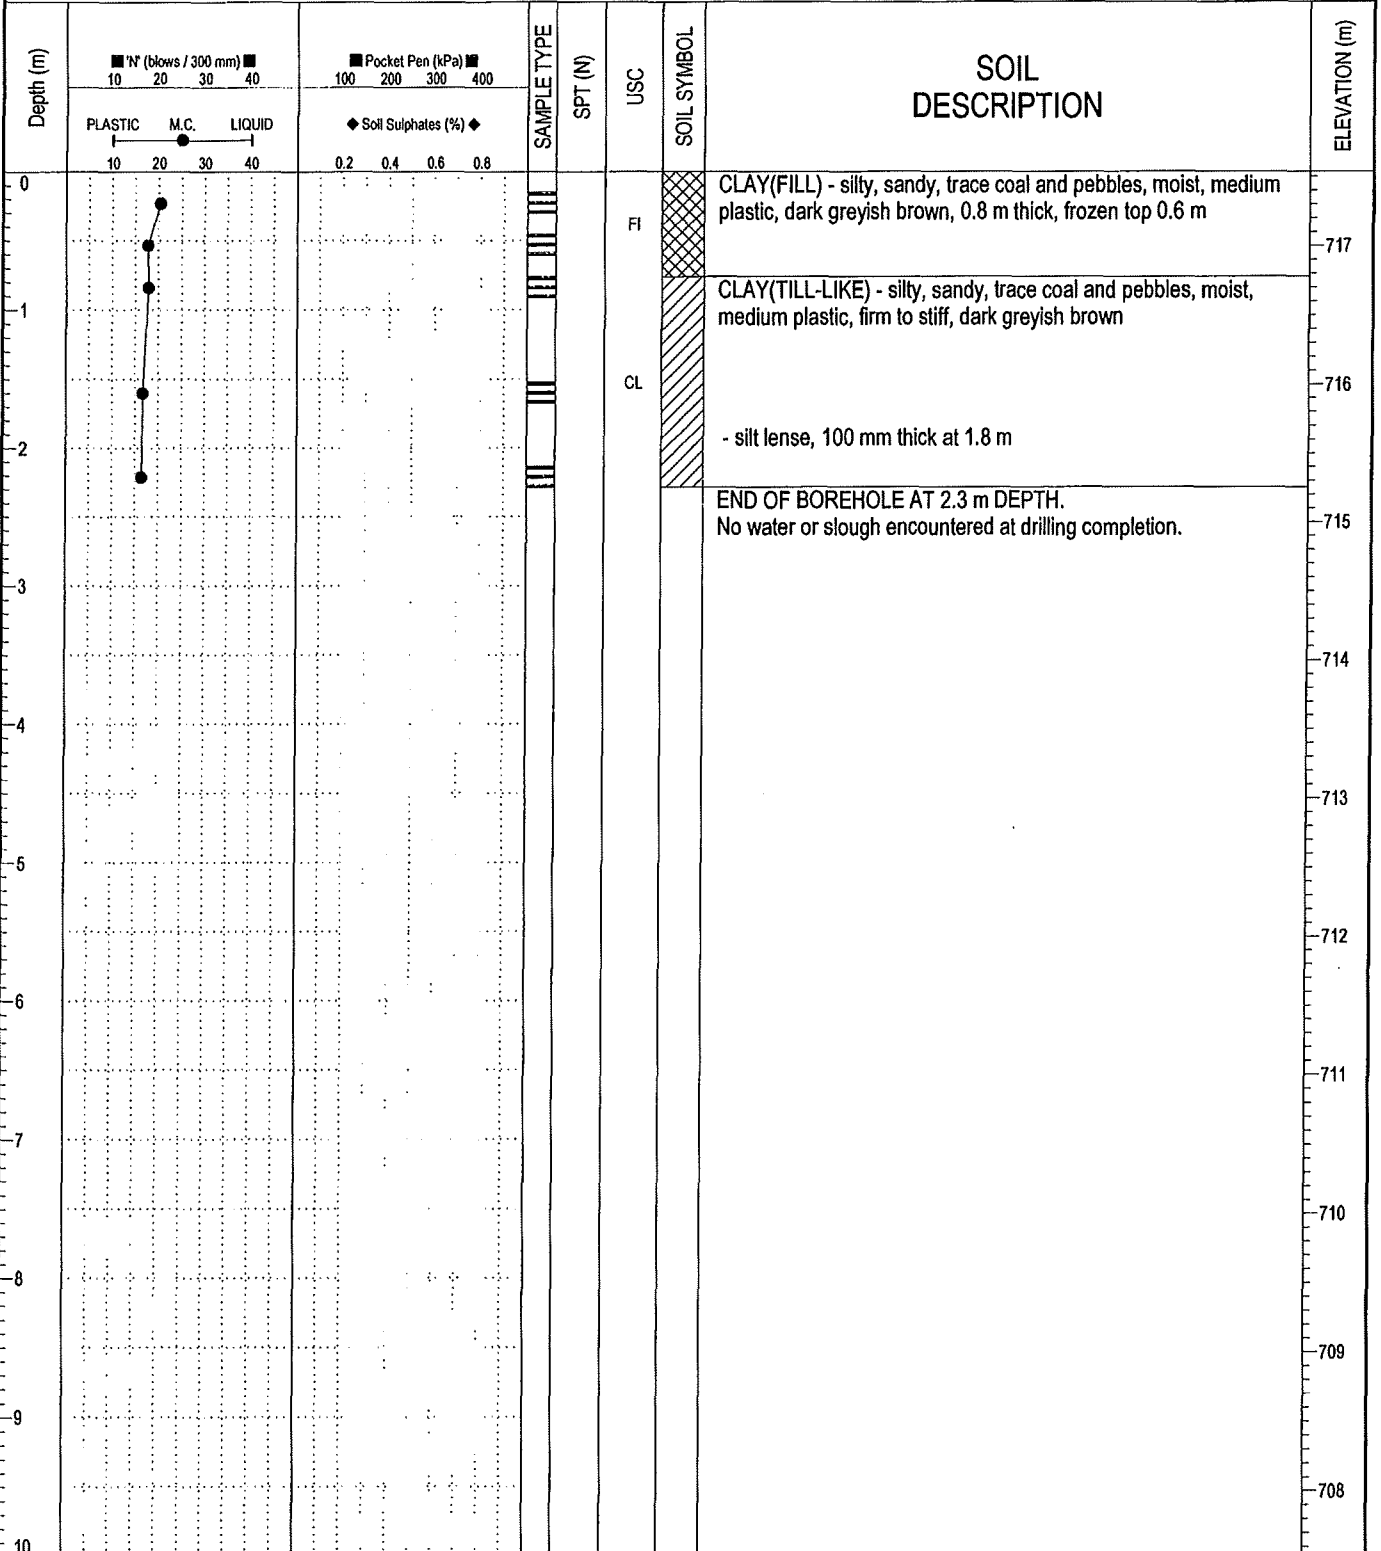 Depth (m)
■ 'N' (blows / 300 mm) ■
10 20 30 40
PLASTIC M.C. LIQUID
10 20 30 40
■ Pocket Pen (kPa) ■
100 200 300 400
◆ Soil Sulphates (%) ◆
0.2 0.4 0.6 0.8
SAMPLE TYPE
SPT (N)
USC
SOIL SYMBOL
SOIL
DESCRIPTION
ELEVATION (m)
0
CLAY(FILL) - silty, sandy, trace coal and pebbles, moist, medium
plastic, dark greyish brown, 0.8 m thick, frozen top 0.6 m
FI
717
CLAY(TILL-LIKE) - silty, sandy, trace coal and pebbles, moist,
1
medium plastic, firm to stiff, dark greyish brown
CL
716
- silt lense, 100 mm thick at 1.8 m
2
END OF BOREHOLE AT 2.3 m DEPTH.
No water or slough encountered at drilling completion.
715
3
714
4
713
5
712
6
711
7
710
8
709
9
708
10